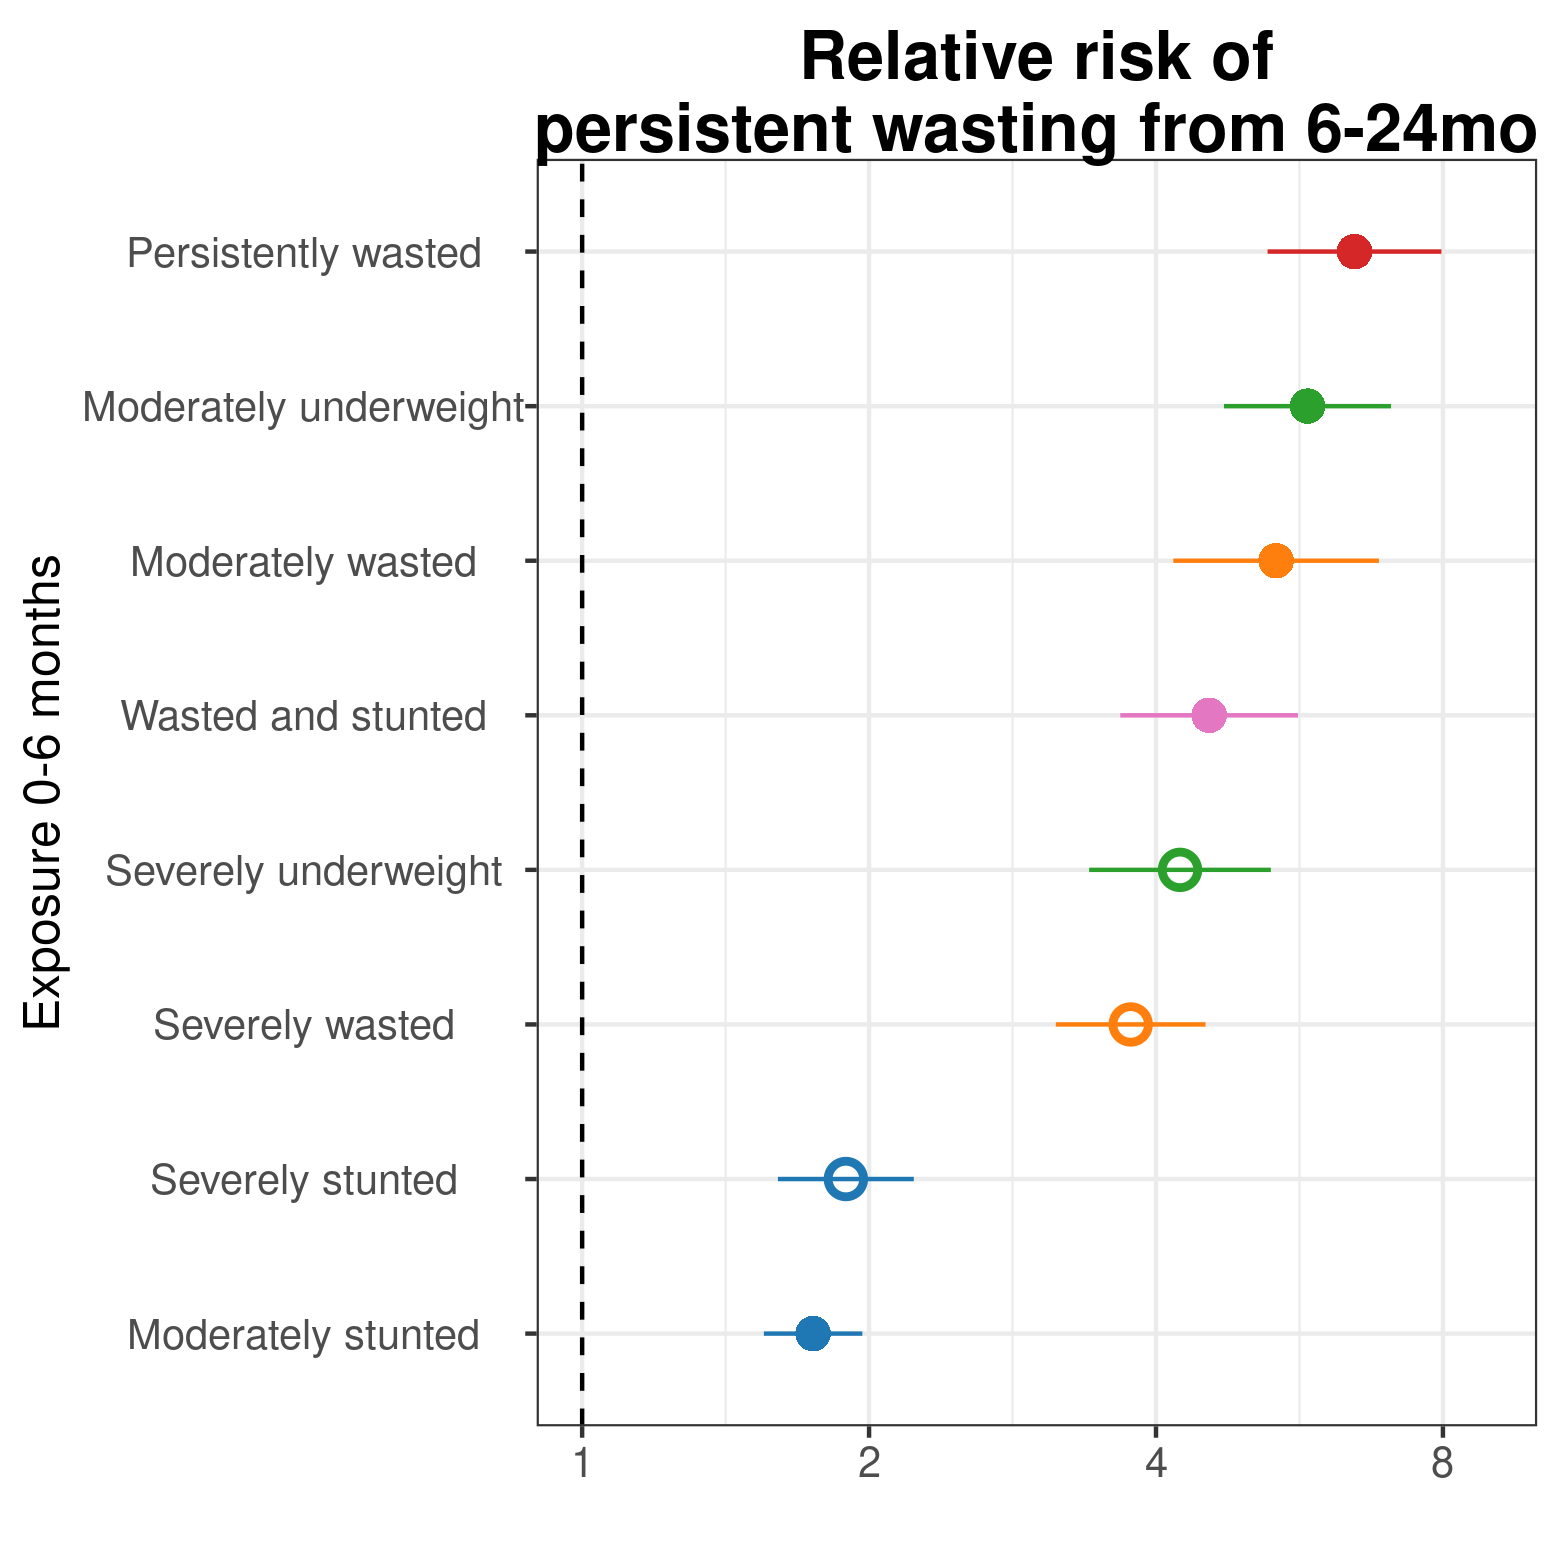 Relative risk of
persistent wasting from 6-24mo
Exposure 0-6 months
Persistently wasted
Moderately underweight
Moderately wasted
Wasted and stunted
Severely underweight
Severely wasted
Severely stunted
Moderately stunted
1 2 4 8